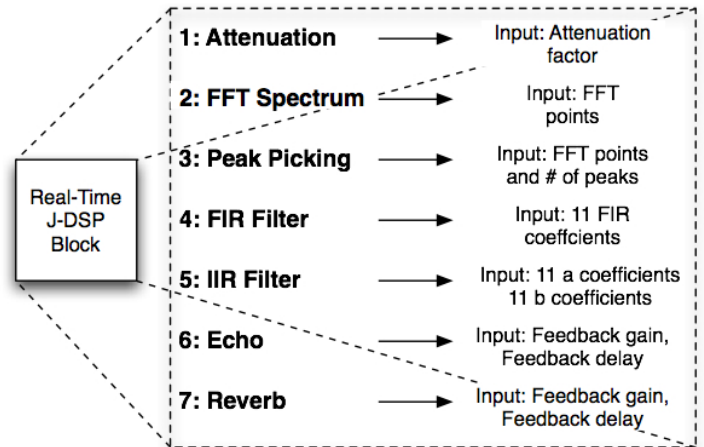 Real-Time
J-DSP
Block
1: Attenuation
Input: Attenuation
factor
2: FFT Spectrum
Input: FFT
points
3: Peak Picking
Input: FFT points
and # of peaks
4: FIR Filter
Input: 11 FIR
coeffcients
5: IIR Filter
Input: 11 a coefficients
11 b coefficients
6: Echo
Input: Feedback gain,
Feedback delay
7: Reverb
Input: Feedback gain,
Feedback delay